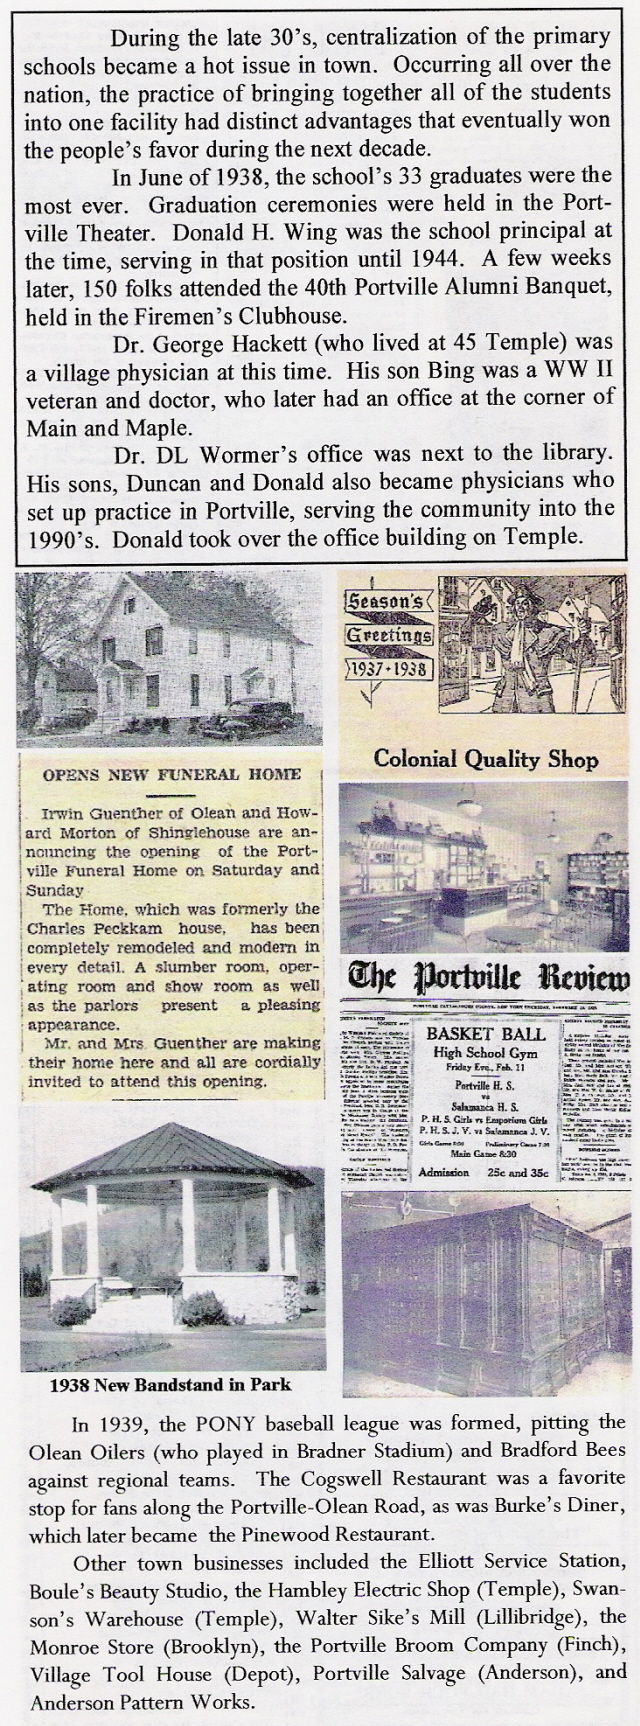 During the late 30's, centralization of the primary
schools became a hot issue in town. Occurring all over the
nation, the practice of bringing together all of the students
into one facility had distinct advantages that eventually won
the people's favor during the next decade.
In June of 1938, the school's 33 graduates were the
most ever. Graduation ceremonies were held in the Port-
ville Theater. Donald H. Wing was the school principal at
the time, serving in that position until 1944. A few weeks
later, 150 folks attended the 40th Portville Alumni Banquet,
held in the Firemen's Clubhouse.
Dr. George Hackett (who lived at 45 Temple) was
a village physician at this time. His son Bing was a WW II
veteran and doctor, who later had an office at the corner of
Main and Maple.
Dr. DL Wormer's office was next to the library.
His sons, Duncan and Donald also became physicians who
set up practice in Portville, serving the community into the
1990's. Donald took over the office building on Temple.
Season's
Greetings
1937-1938
Colonial Quality Shop
OPENS NEW FUNERAL HOME
Irwin Guenther of Olean and How-
ard Morton of Shinglehouse are an-
nouncing the opening of the Port-
ville Funeral Home on Saturday and
Sunday
The Home, which was formerly the
Charles Peckkam house, has been
completely remodeled and modern in
every detail. A slumber room, oper-
ating room and show room as well
as the parlors present a pleasing
appearance.
Mr. and Mrs. Guenther are making
their home here and all are cordially
invited to attend this opening.
The Portville Review
BASKET BALL
High School Gym
Friday Eve., Feb. 11
Portville H. S.
vs
Salamanca H. S.
P. H. S. Girls vs Emporium Girls
P. H. S. J. V. vs Salamanca J. V.
Girls Game Preliminary Game
Main Game 8:30
Admission 25c and 35c
1938 New Bandstand in Park
In 1939, the PONY baseball league was formed, pitting the
Olean Oilers (who played in Bradner Stadium) and Bradford Bees
against regional teams. The Cogswell Restaurant was a favorite
stop for fans along the Portville-Olean Road, as was Burke's Diner,
which later became the Pinewood Restaurant.
Other town businesses included the Elliott Service Station,
Boule's Beauty Studio, the Hambley Electric Shop (Temple), Swan-
son's Warehouse (Temple), Walter Sike's Mill (Lillibridge), the
Monroe Store (Brooklyn), the Portville Broom Company (Finch),
Village Tool House (Depot), Portville Salvage (Anderson), and
Anderson Pattern Works.